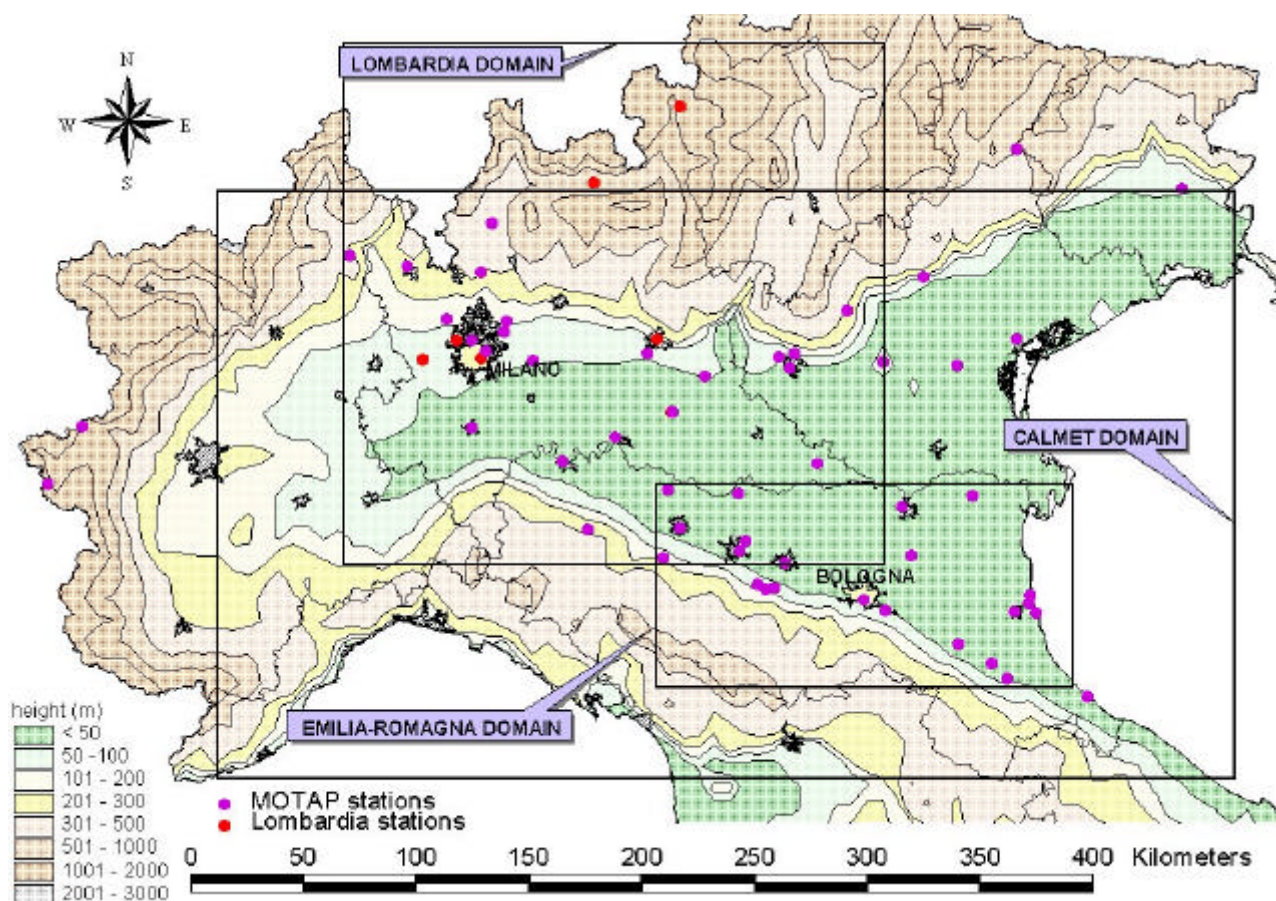 LOMBARDIA DOMAIN
N
W E
S
MILANO
CALMET DOMAIN
BOLOGNA
EMILIA-ROMAGNA DOMAIN
height (m)
< 50
50 -100
101 - 200
201 - 300
301 - 500
501 - 1000
1001 - 2000
2001 - 3000
MOTAP stations
Lombardia stations
0 50 100 150 200 250 300 350 400 Kilometers